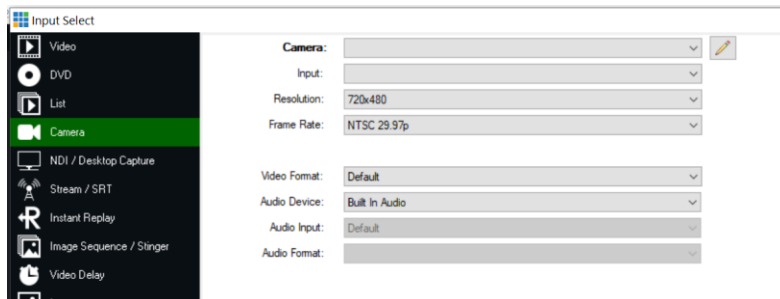 Input Select
Video
DVD
List
Camera
NDI / Desktop Capture
Stream / SRT
Instant Replay
Image Sequence / Stinger
Video Delay
Camera:
Input:
Resolution: 720x480
Frame Rate: NTSC 29.97p
Video Format: Default
Audio Device: Built In Audio
Audio Input: Default
Audio Format: